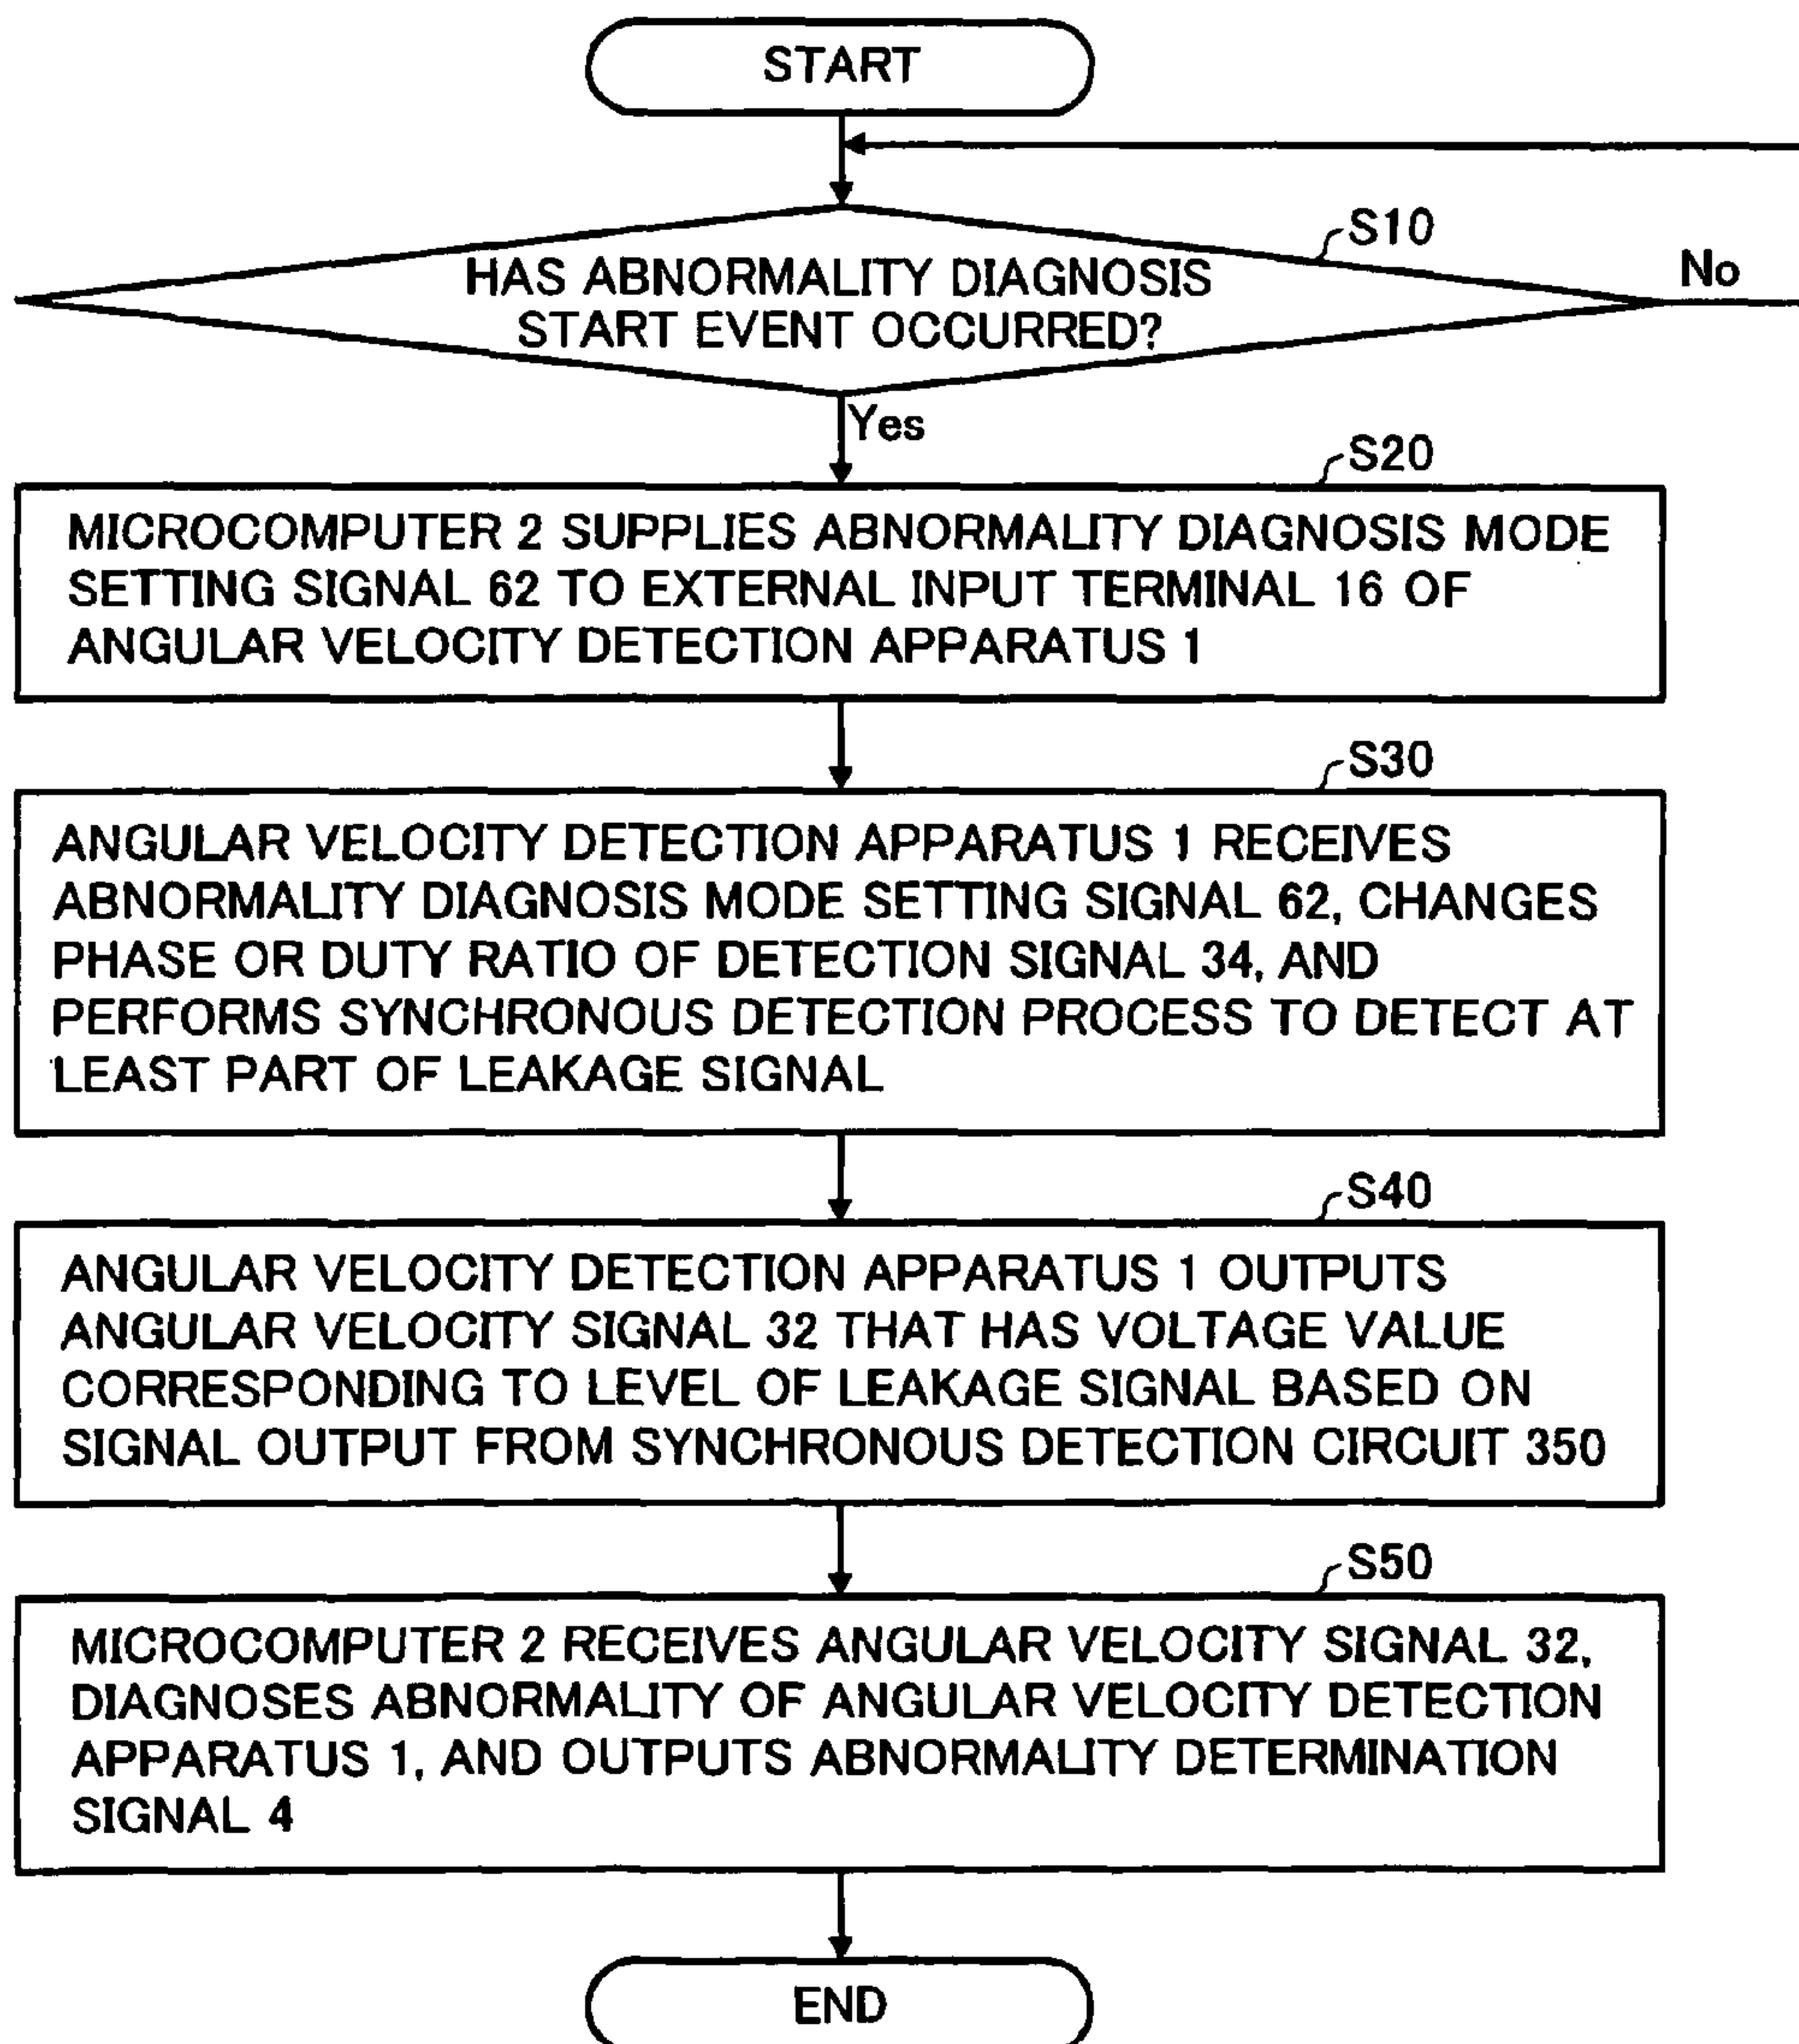 START
S10
HAS ABNORMALITY DIAGNOSIS
START EVENT OCCURRED?
No
Yes
S20
MICROCOMPUTER 2 SUPPLIES ABNORMALITY DIAGNOSIS MODE
SETTING SIGNAL 62 TO EXTERNAL INPUT TERMINAL 16 OF
ANGULAR VELOCITY DETECTION APPARATUS 1
S30
ANGULAR VELOCITY DETECTION APPARATUS 1 RECEIVES
ABNORMALITY DIAGNOSIS MODE SETTING SIGNAL 62, CHANGES
PHASE OR DUTY RATIO OF DETECTION SIGNAL 34, AND
PERFORMS SYNCHRONOUS DETECTION PROCESS TO DETECT AT
LEAST PART OF LEAKAGE SIGNAL
S40
ANGULAR VELOCITY DETECTION APPARATUS 1 OUTPUTS
ANGULAR VELOCITY SIGNAL 32 THAT HAS VOLTAGE VALUE
CORRESPONDING TO LEVEL OF LEAKAGE SIGNAL BASED ON
SIGNAL OUTPUT FROM SYNCHRONOUS DETECTION CIRCUIT 350
S50
MICROCOMPUTER 2 RECEIVES ANGULAR VELOCITY SIGNAL 32,
DIAGNOSES ABNORMALITY OF ANGULAR VELOCITY DETECTION
APPARATUS 1, AND OUTPUTS ABNORMALITY DETERMINATION
SIGNAL 4
END